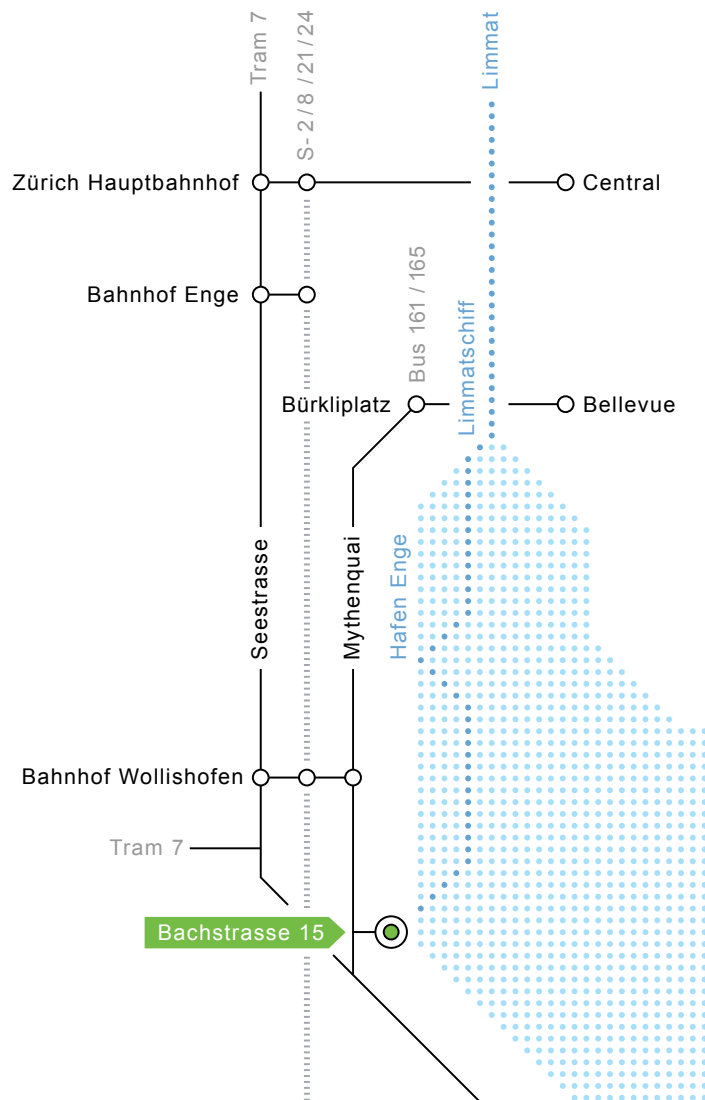 Tram 7
S- 2 / 8 / 21 / 24
Limmat
Zürich Hauptbahnhof
Central
Bahnhof Enge
Bus 161 / 165
Limmatschiff
Bürkliplatz
Bellevue
Seestrasse
Mythenquai
Hafen Enge
Bahnhof Wollishofen
Tram 7
Bachstrasse 15